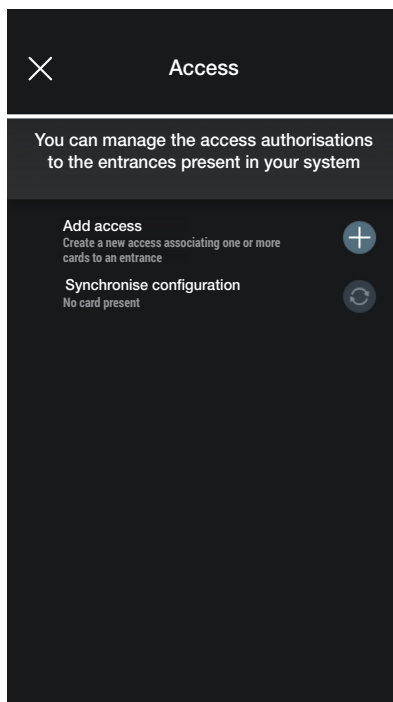 Access
You can manage the access authorisations
to the entrances present in your system
Add access
Create a new access associating one or more
cards to an entrance
Synchronise configuration
No card present